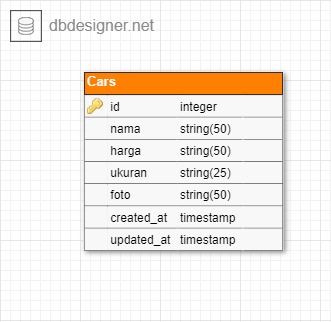 dbdesigner.net
Cars
id integer
nama string(50)
harga string(50)
ukuran string(25)
foto string(50)
created_at timestamp
updated_at timestamp